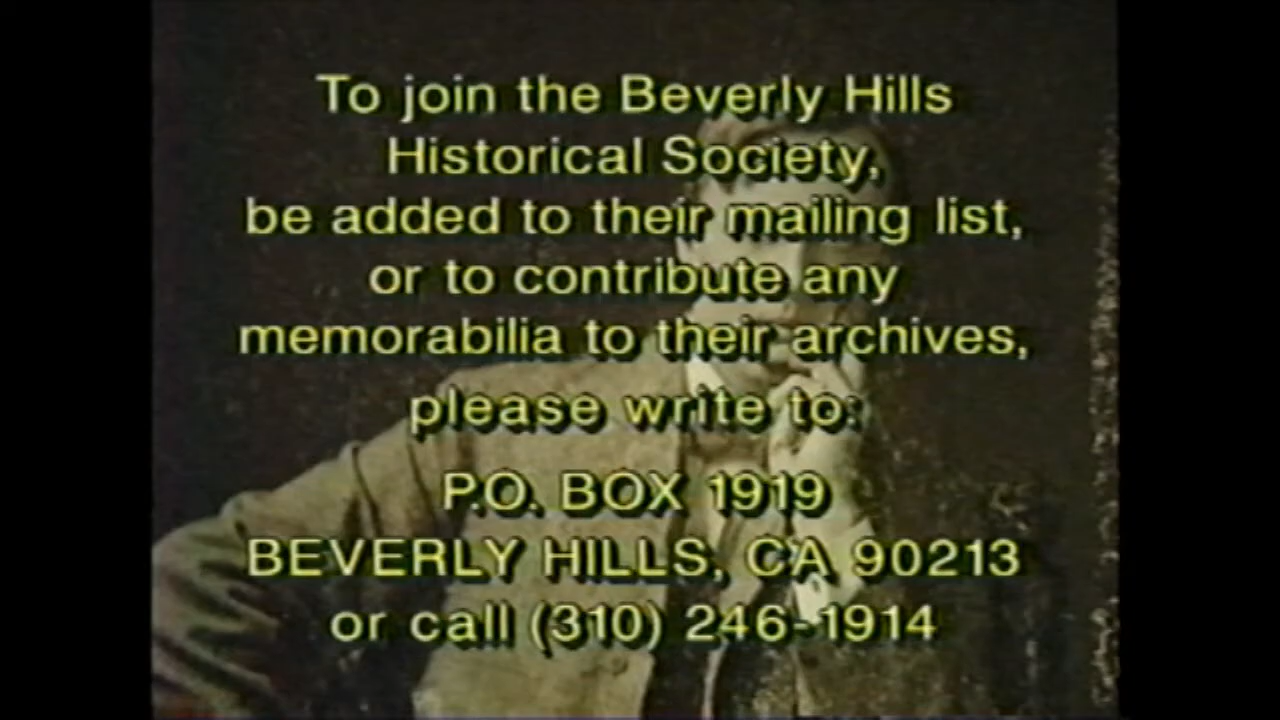 To join the Beverly Hills
Historical Society,
be added to their mailing list,
or to contribute any
memorabilia to their archives,
please write to:
P.O. BOX 1919
BEVERLY HILLS, CA 90213
or call (310) 246-1914